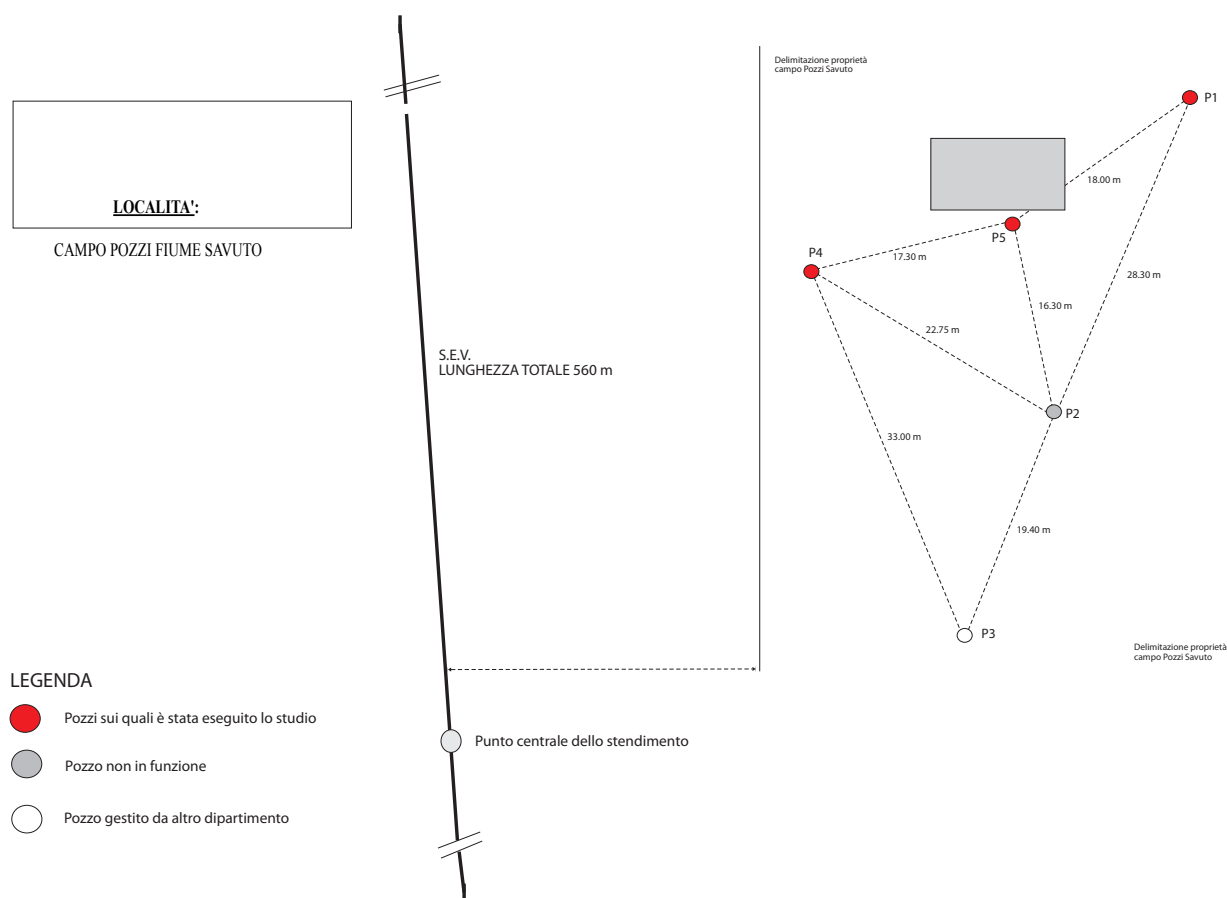 LOCALITA':
CAMPO POZZI FIUME SAVUTO
S.E.V.
LUNGHEZZA TOTALE 560 m
Delimitazione proprietà
campo Pozzi Savuto
P1
18.00 m
P5
P4
17.30 m
28.30 m
16.30 m
22.75 m
P2
33.00 m
19.40 m
P3
Delimitazione proprietà
campo Pozzi Savuto
LEGENDA
Pozzi sui quali è stata eseguito lo studio
Pozzo non in funzione
Pozzo gestito da altro dipartimento
Punto centrale dello stendimento